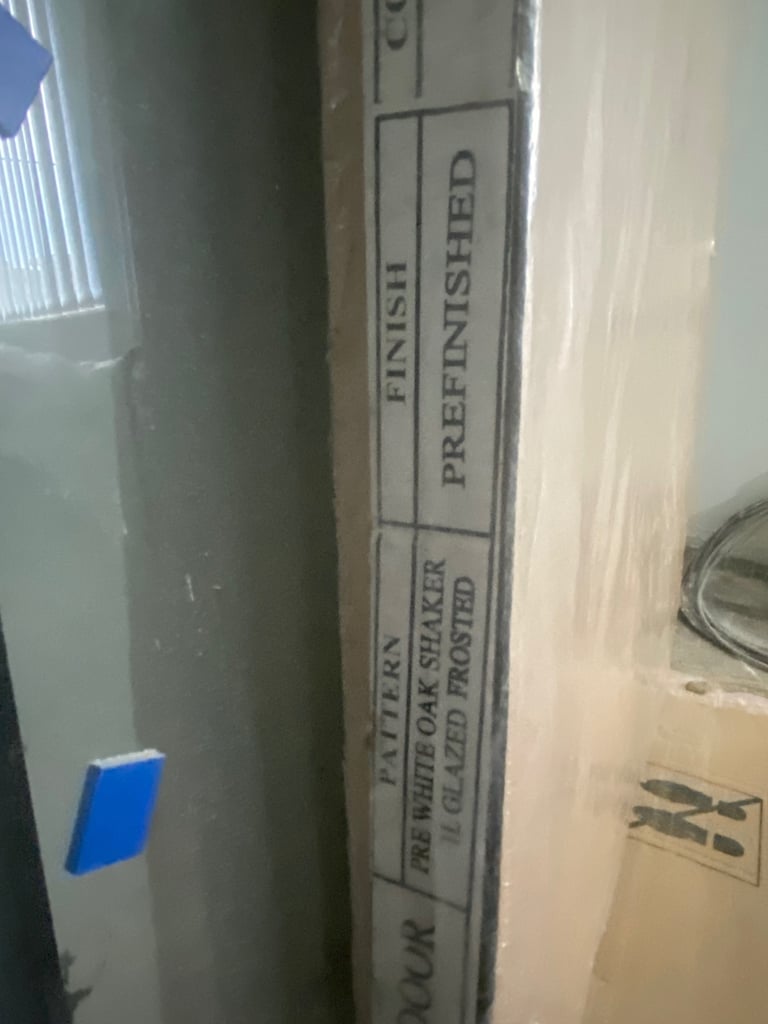 FINISH
PREFINISHED
PATTERN
PRE WHITE OAK SHAKER
1L GLAZED FROSTED